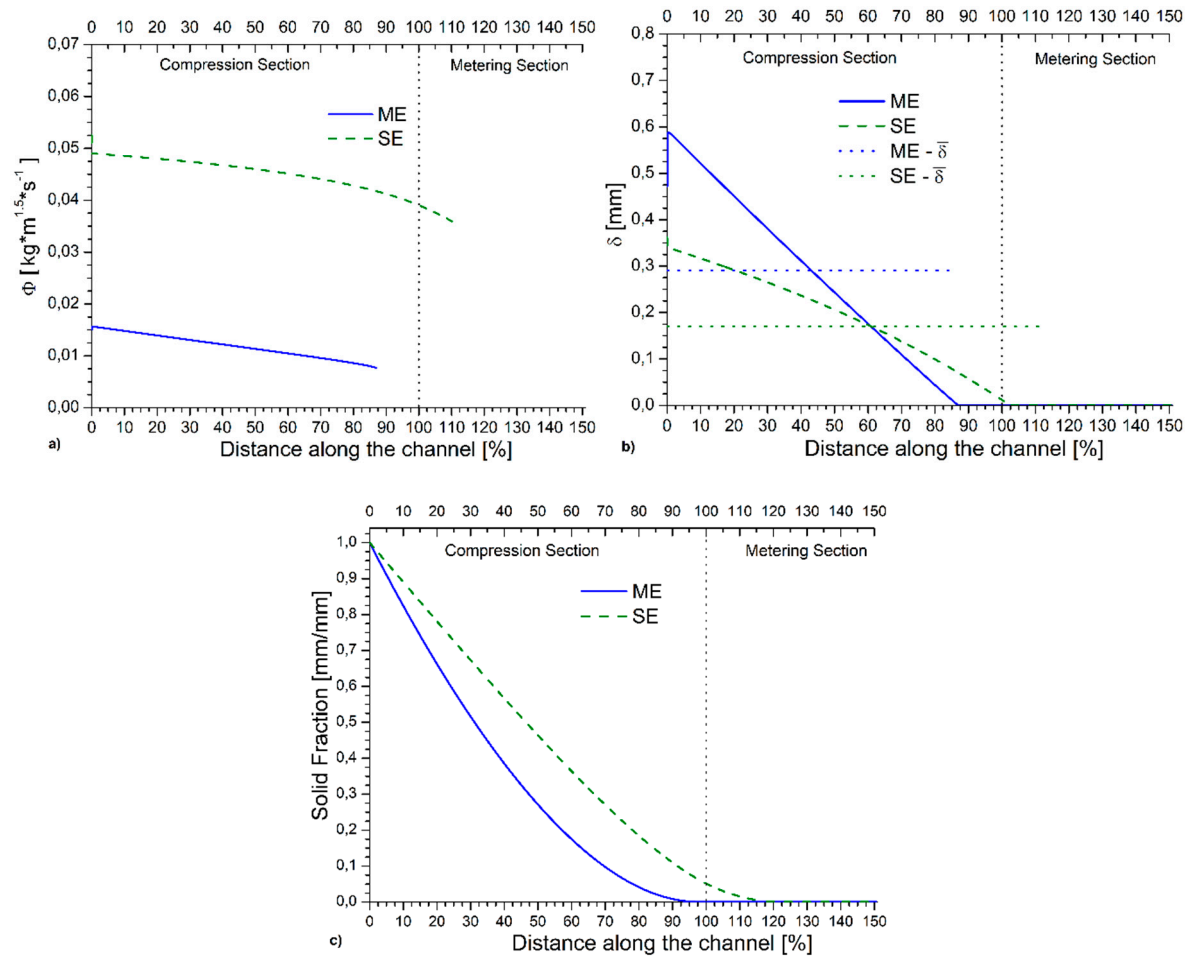 0 10 20 30 40 50 60 70 80 90 100 110 120 130 140 150
Compression Section Metering Section
0,07
0,06
0,05
0,04
0,03
0,02
0,01
0,00
Φ [ kg*m^1.5*s^-1 ]
ME
SE
0 10 20 30 40 50 60 70 80 90 100 110 120 130 140 150
a) Distance along the channel [%]
0 10 20 30 40 50 60 70 80 90 100 110 120 130 140 150
Compression Section Metering Section
0,8
0,7
0,6
0,5
0,4
0,3
0,2
0,1
0,0
δ [mm]
ME
SE
ME - δ̅
SE - δ̅
0 10 20 30 40 50 60 70 80 90 100 110 120 130 140 150
b) Distance along the channel [%]
0 10 20 30 40 50 60 70 80 90 100 110 120 130 140 150
Compression Section Metering Section
1,0
0,9
0,8
0,7
0,6
0,5
0,4
0,3
0,2
0,1
0,0
Solid Fraction [mm/mm]
ME
SE
0 10 20 30 40 50 60 70 80 90 100 110 120 130 140 150
c) Distance along the channel [%]